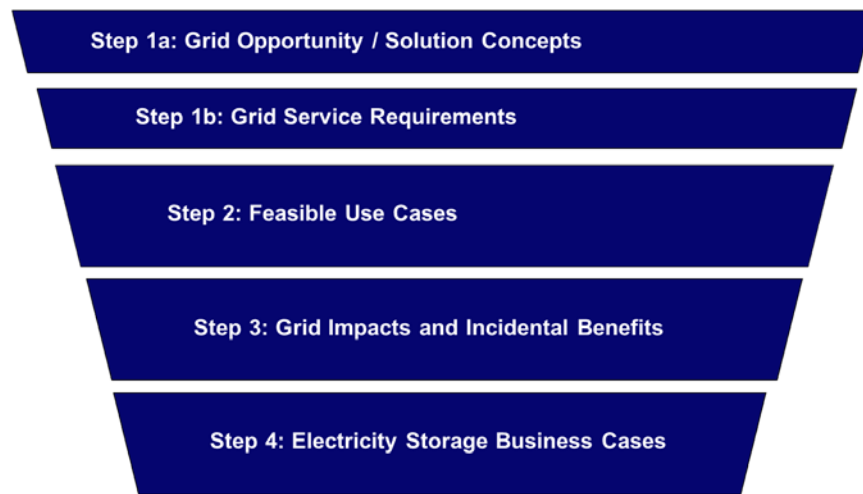 Step 1a: Grid Opportunity / Solution Concepts
Step 1b: Grid Service Requirements
Step 2: Feasible Use Cases
Step 3: Grid Impacts and Incidental Benefits
Step 4: Electricity Storage Business Cases